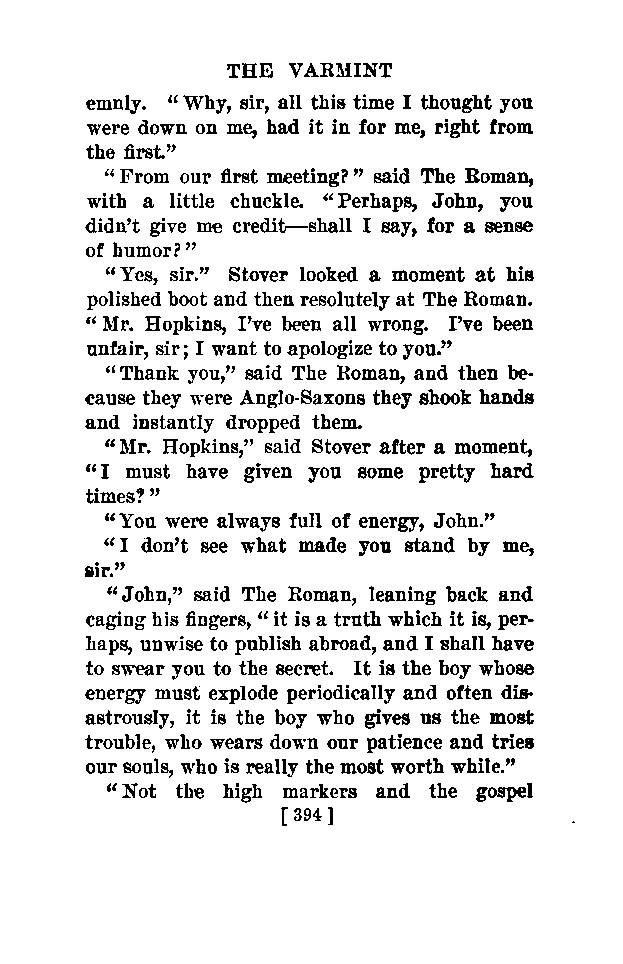 THE VARMINT
emnly. “Why, sir, all this time I thought you
were down on me, had it in for me, right from
the first.”
“From our first meeting?” said The Roman,
with a little chuckle. “Perhaps, John, you
didn’t give me credit—shall I say, for a sense
of humor?”
“Yes, sir.” Stover looked a moment at his
polished boot and then resolutely at The Roman.
“Mr. Hopkins, I’ve been all wrong. I’ve been
unfair, sir; I want to apologize to you.”
“Thank you,” said The Roman, and then be-
cause they were Anglo-Saxons they shook hands
and instantly dropped them.
“Mr. Hopkins,” said Stover after a moment,
“I must have given you some pretty hard
times?”
“You were always full of energy, John.”
“I don’t see what made you stand by me,
sir.”
“John,” said The Roman, leaning back and
caging his fingers, “it is a truth which it is, per-
haps, unwise to publish abroad, and I shall have
to swear you to the secret. It is the boy whose
energy must explode periodically and often dis-
astrously, it is the boy who gives us the most
trouble, who wears down our patience and tries
our souls, who is really the most worth while.”
“Not the high markers and the gospel
[394]